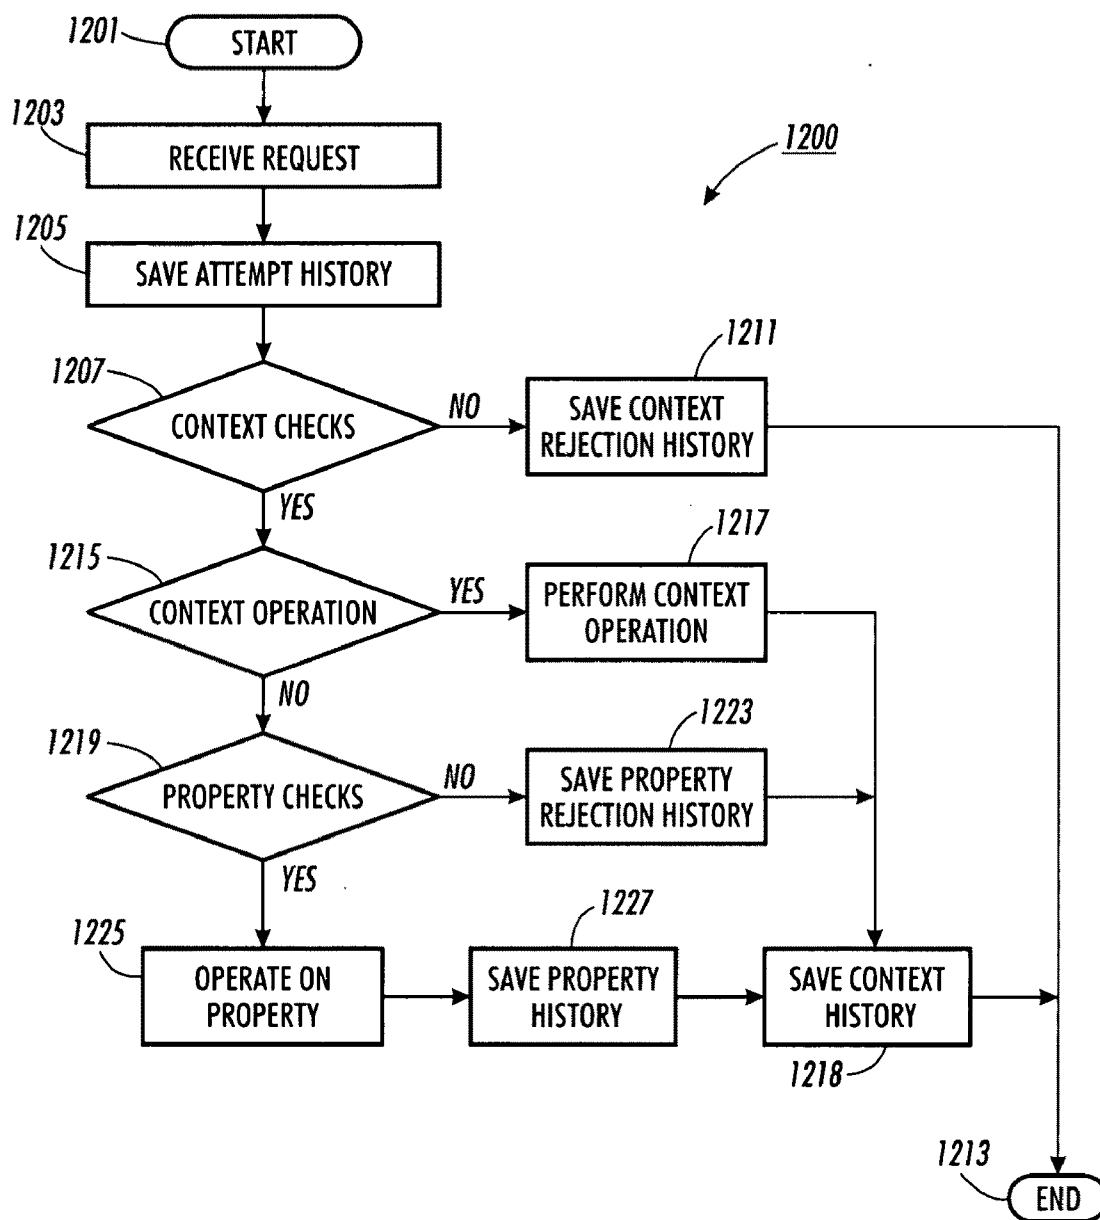 1201
START
1203
RECEIVE REQUEST
1200
1205
SAVE ATTEMPT HISTORY
1207
CONTEXT CHECKS
NO
1211
SAVE CONTEXT
REJECTION HISTORY
YES
1215
CONTEXT OPERATION
YES
1217
PERFORM CONTEXT
OPERATION
NO
1219
PROPERTY CHECKS
NO
1223
SAVE PROPERTY
REJECTION HISTORY
YES
1225
OPERATE ON
PROPERTY
1227
SAVE PROPERTY
HISTORY
SAVE CONTEXT
HISTORY
1218
1213
END